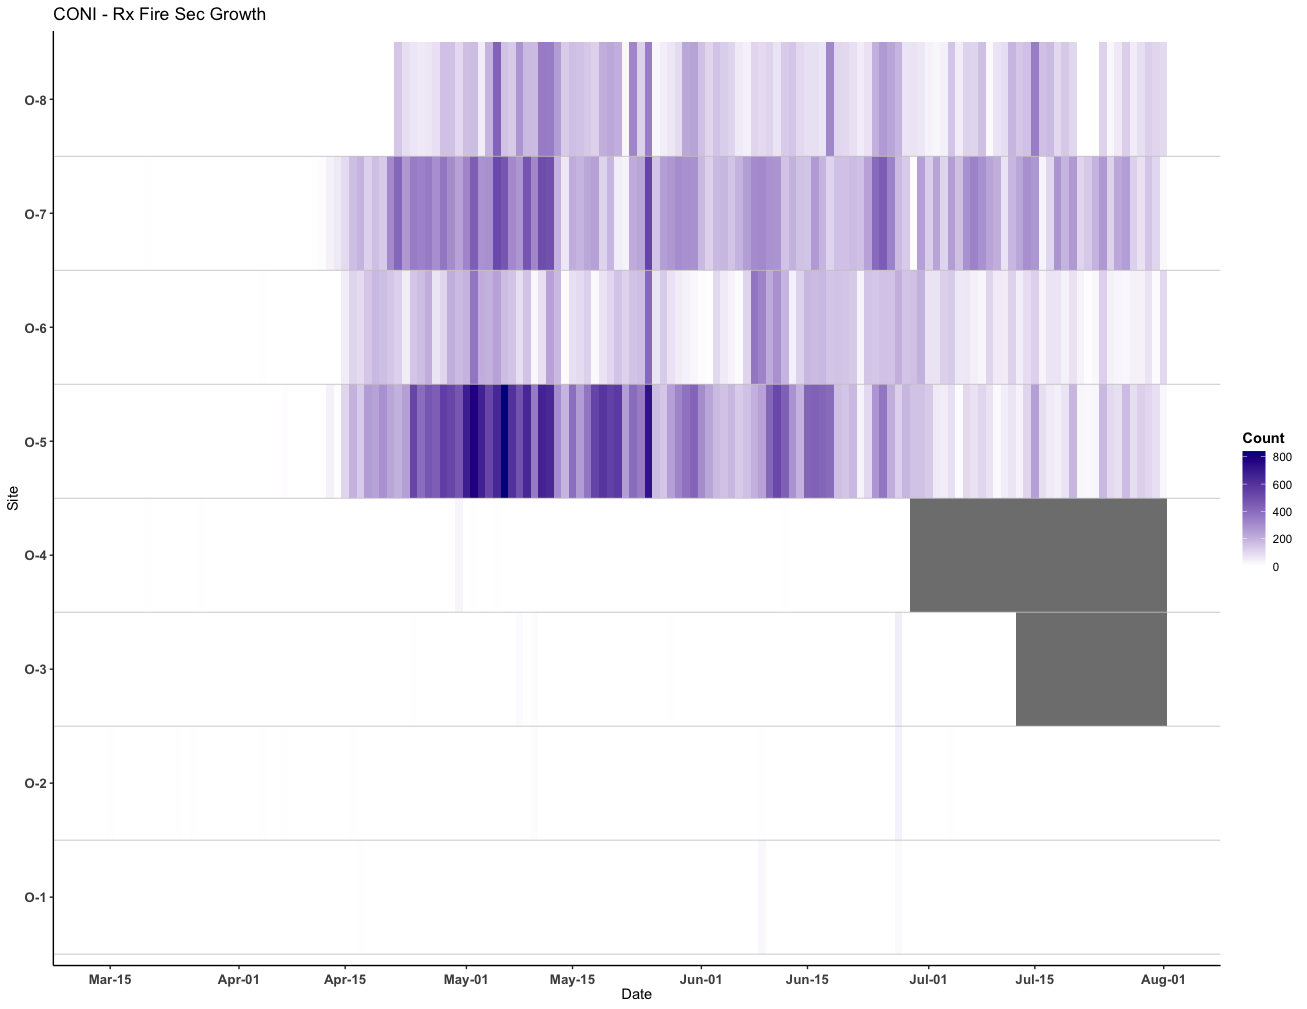 CONI - Rx Fire Sec Growth
O-8
O-7
O-6
O-5
O-4
O-3
O-2
O-1
Site
Mar-15 Apr-01 Apr-15 May-01 May-15 Jun-01 Jun-15 Jul-01 Jul-15 Aug-01
Date
Count
800
600
400
200
0